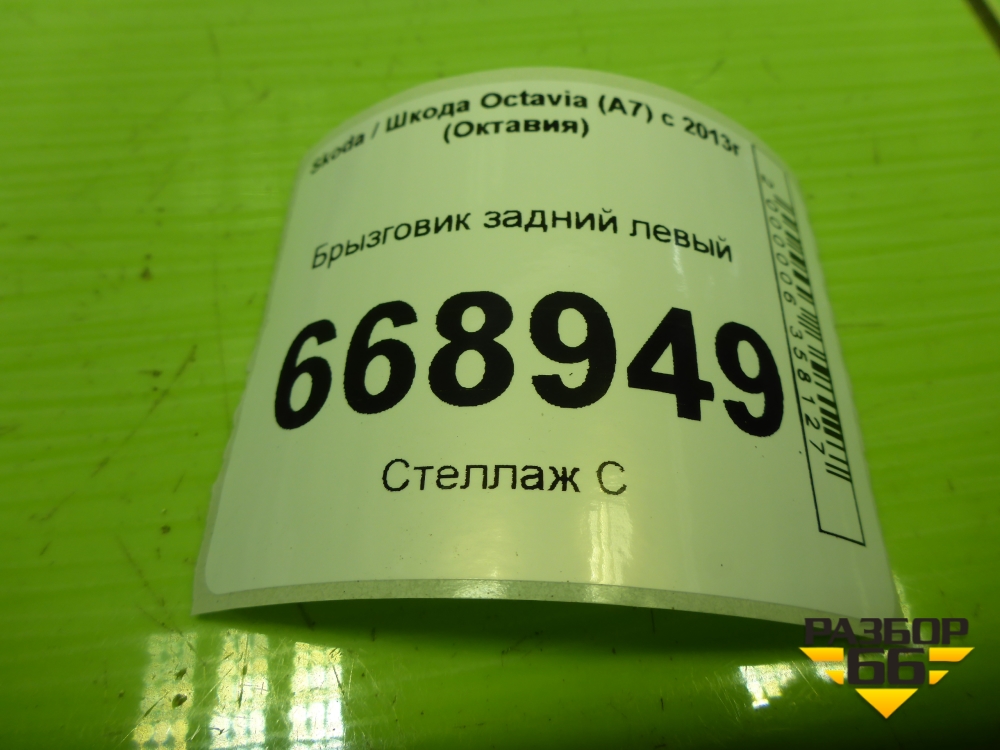 Skoda / Шкода Octavia (A7) с 2013г
(Октавия)
Брызговик задний левый
668949
Стеллаж С
2000006358127
РАЗБОР
66